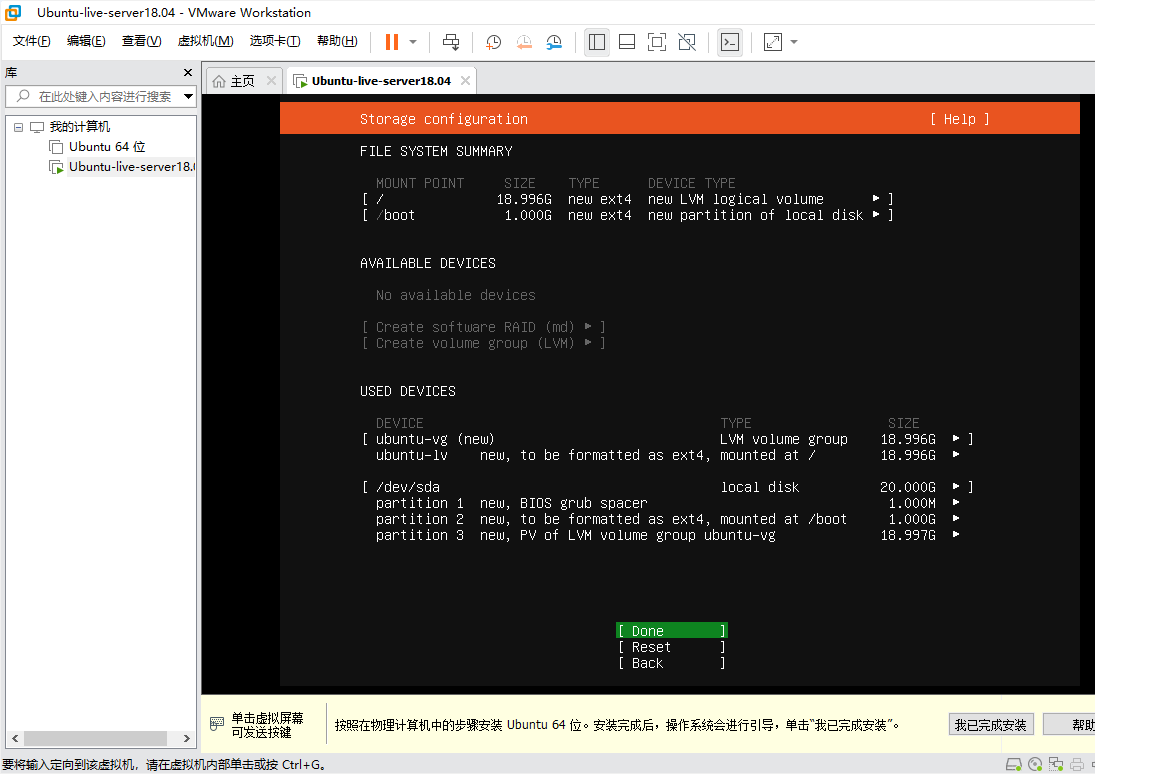 Ubuntu-live-server18.04 - VMware Workstation
文件(F) 编辑(E) 查看(V) 虚拟机(M) 选项卡(T) 帮助(H)
库
在此处键入内容进行搜索
我的计算机
Ubuntu 64 位
Ubuntu-live-server18.0
主页
Ubuntu-live-server18.04
Storage configuration [ Help ]
FILE SYSTEM SUMMARY
MOUNT POINT SIZE TYPE DEVICE TYPE
[ / 18.996G new ext4 new LVM logical volume ▸ ]
[ /boot 1.000G new ext4 new partition of local disk ▸ ]
AVAILABLE DEVICES
No available devices
[ Create software RAID (md) ▸ ]
[ Create volume group (LVM) ▸ ]
USED DEVICES
DEVICE TYPE SIZE
[ ubuntu-vg (new) LVM volume group 18.996G ▸ ]
ubuntu-lv new, to be formatted as ext4, mounted at / 18.996G ▸
[ /dev/sda local disk 20.000G ▸ ]
partition 1 new, BIOS grub spacer 1.000M ▸
partition 2 new, to be formatted as ext4, mounted at /boot 1.000G ▸
partition 3 new, PV of LVM volume group ubuntu-vg 18.997G ▸
[ Done ]
[ Reset ]
[ Back ]
单击虚拟屏幕
可发送按键
按照在物理计算机中的步骤安装 Ubuntu 64 位。安装完成后，操作系统会进行引导，单击“我已完成安装”。
我已完成安装
帮助
要将输入定向到该虚拟机，请在虚拟机内部单击或按 Ctrl+G。